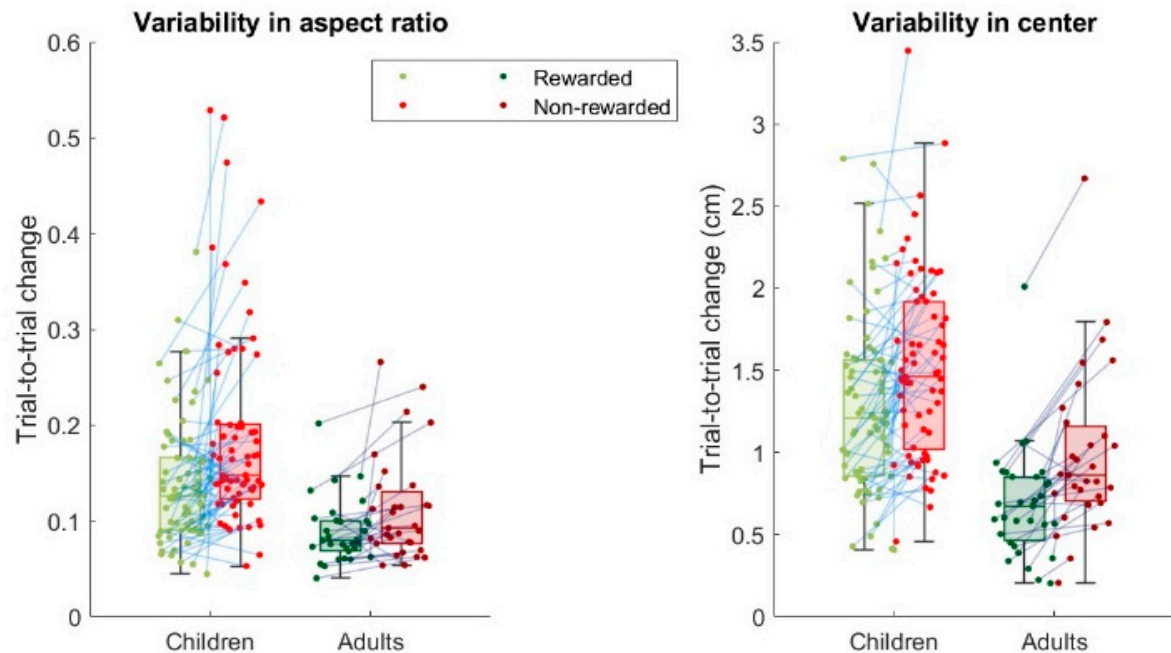 Variability in aspect ratio
0.6
0.5
0.4
0.3
0.2
0.1
0
Trial-to-trial change
Children
Adults
Rewarded
Non-rewarded
Variability in center
3.5
3
2.5
2
1.5
1
0.5
0
Trial-to-trial change (cm)
Children
Adults